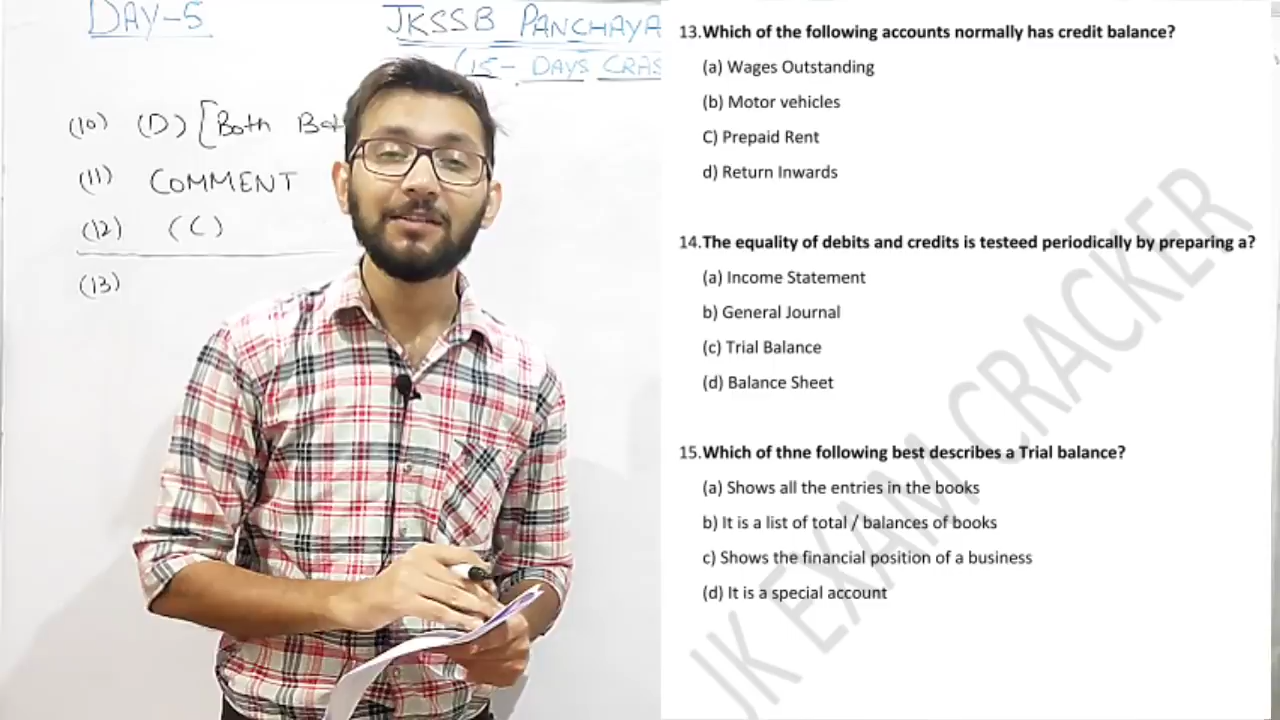 DAY-5
JKSSB PANCHAYA
(15- DAYS CRAS
(10) (D) [Both
(11) COMMENT
(12) (C)
(13)
13.Which of the following accounts normally has credit balance?
(a) Wages Outstanding
(b) Motor vehicles
C) Prepaid Rent
d) Return Inwards
14.The equality of debits and credits is testeed periodically by preparing a?
(a) Income Statement
b) General Journal
(c) Trial Balance
(d) Balance Sheet
15.Which of thne following best describes a Trial balance?
(a) Shows all the entries in the books
b) It is a list of total / balances of books
c) Shows the financial position of a business
(d) It is a special account
JK EXAM CRACKER